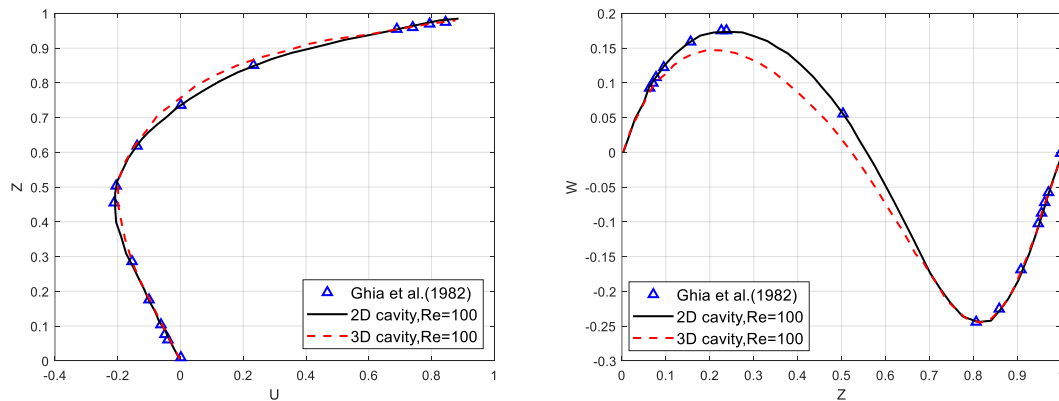 1
0.9
0.8
0.7
0.6
0.5
0.4
0.3
0.2
0.1
0
Z
Ghia et al.(1982)
2D cavity,Re=100
3D cavity,Re=100
-0.4 -0.2 0 0.2 0.4 0.6 0.8 1
U
0.2
0.15
0.1
0.05
0
-0.05
-0.1
-0.15
-0.2
-0.25
-0.3
W
Ghia et al.(1982)
2D cavity,Re=100
3D cavity,Re=100
0 0.1 0.2 0.3 0.4 0.5 0.6 0.7 0.8 0.9
Z